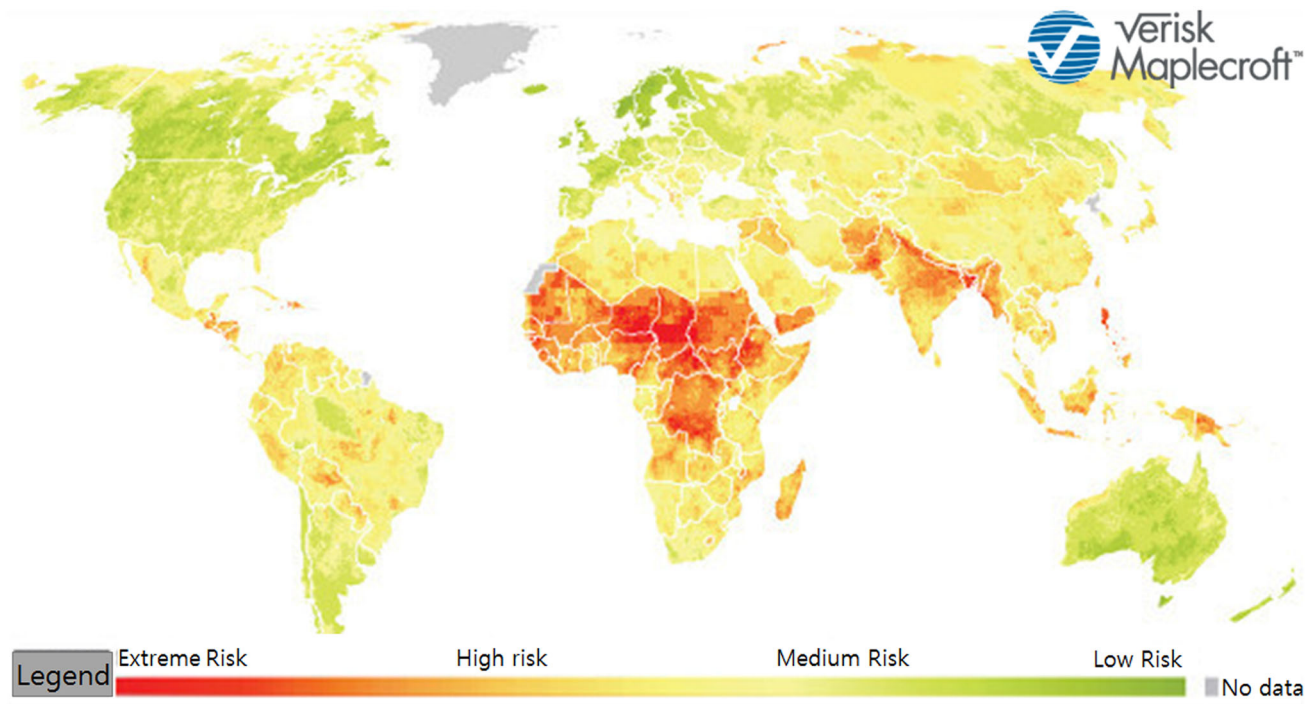 verisk
Maplecroft™
Extreme Risk
High risk
Medium Risk
Low Risk
Legend
No data